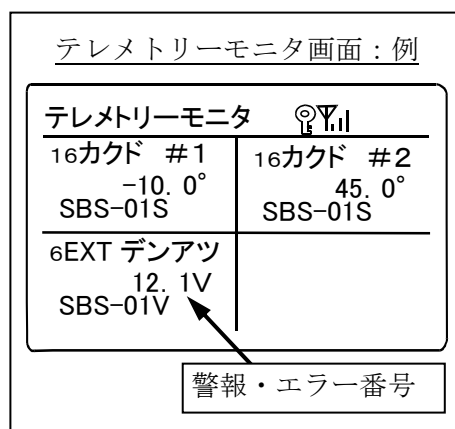 テレメトリーモニタ画面：例
テレメトリーモニタ
16カクド #1
-10. 0°
SBS-01S
16カクド #2
45. 0°
SBS-01S
6EXT デンアツ
12. 1V
SBS-01V
警報・エラー番号